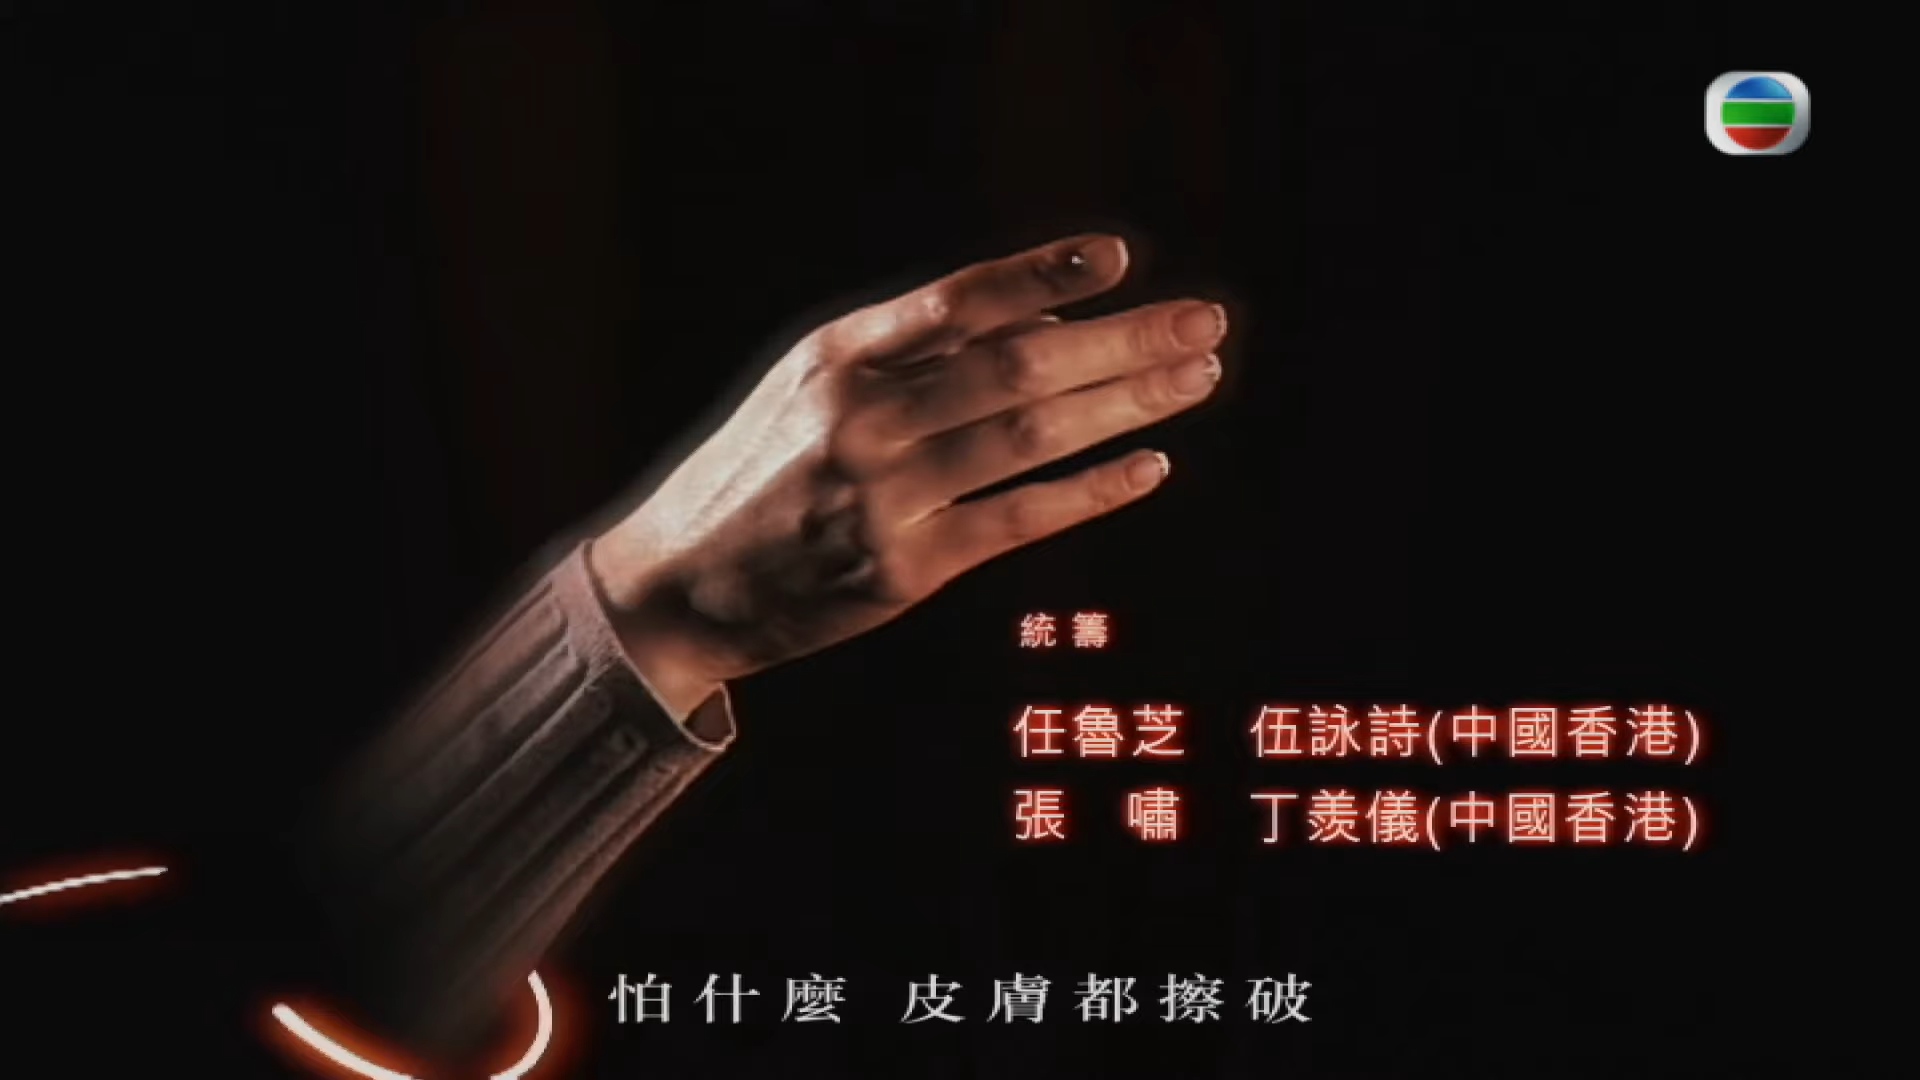 統籌
任魯芝 伍詠詩(中國香港)
張 嘯 丁羨儀(中國香港)
怕什麼 皮膚都擦破